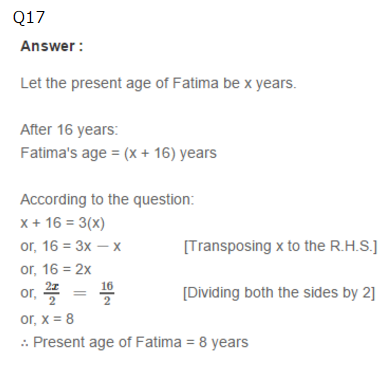 Q17
Answer :
Let the present age of Fatima be x years.
After 16 years:
Fatima's age = (x + 16) years
According to the question:
x + 16 = 3(x)
or, 16 = 3x – x [Transposing x to the R.H.S.]
or, 16 = 2x
or, 2x/2 = 16/2 [Dividing both the sides by 2]
or, x = 8
∴ Present age of Fatima = 8 years